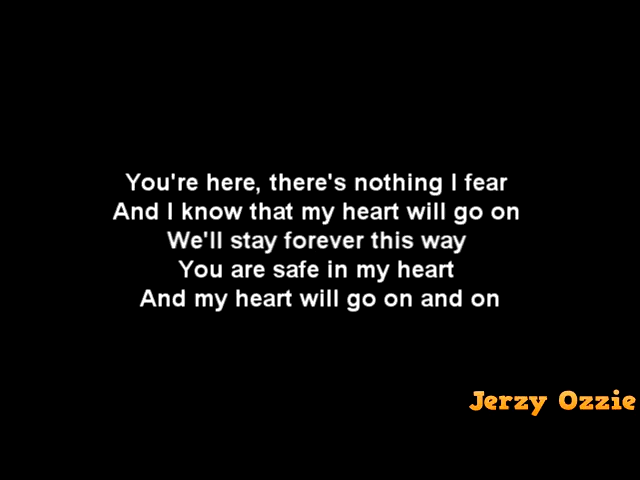 You're here, there's nothing I fear
And I know that my heart will go on
We'll stay forever this way
You are safe in my heart
And my heart will go on and on
Jerzy Ozzie